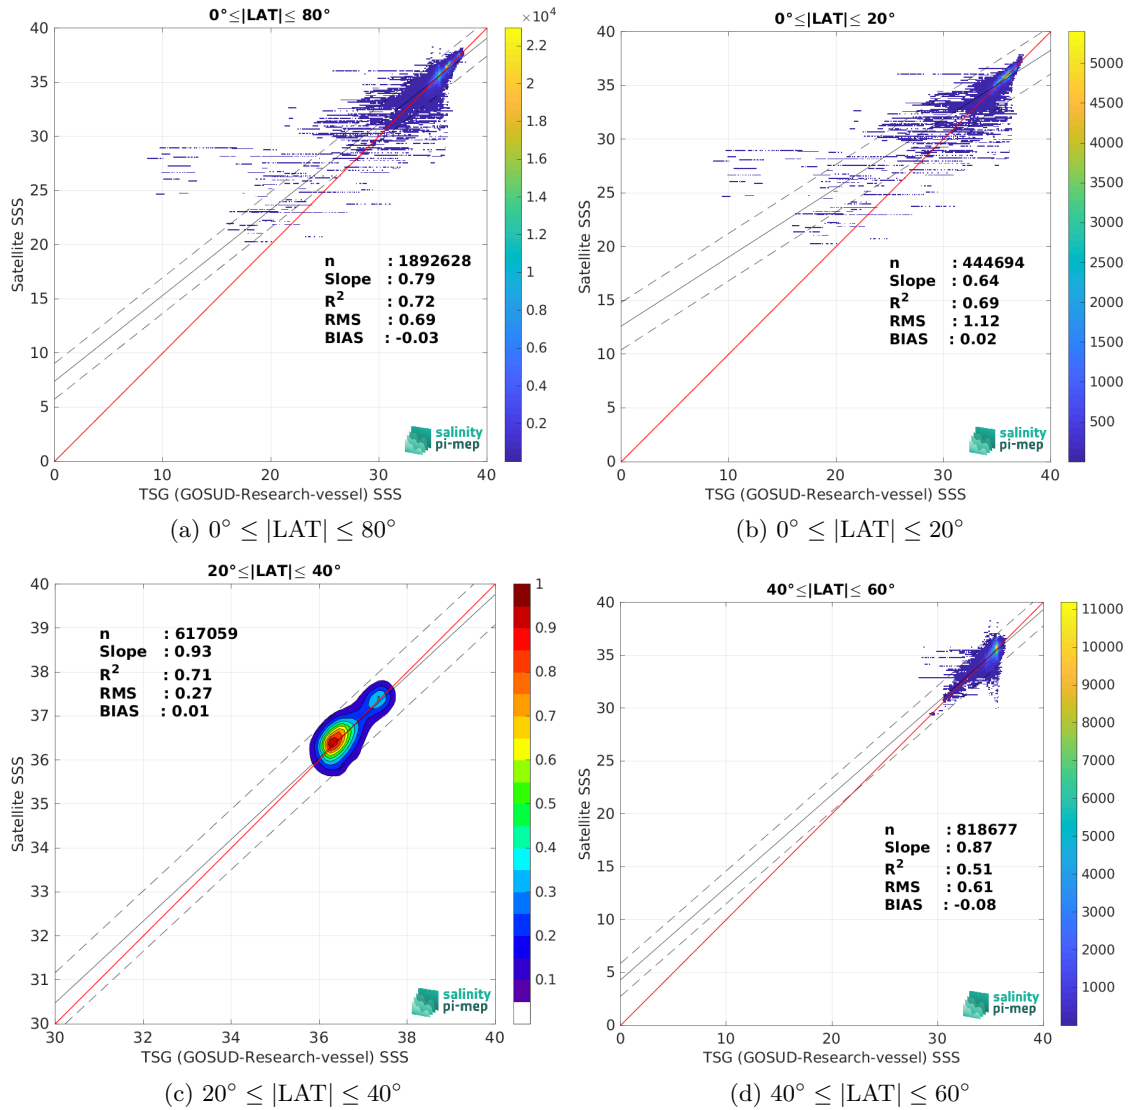 0°≤|LAT|≤ 80°
×10⁴
40
35
30
25
20
15
10
5
0
0
10
20
30
40
2.2
2
1.8
1.6
1.4
1.2
1
0.8
0.6
0.4
0.2
Satellite SSS
TSG (GOSUD-Research-vessel) SSS
n : 1892628
Slope : 0.79
R² : 0.72
RMS : 0.69
BIAS : -0.03
salinity
pi-mep
(a) 0° ≤ |LAT| ≤ 80°
0°≤|LAT|≤ 20°
40
35
30
25
20
15
10
5
0
0
10
20
30
40
5000
4500
4000
3500
3000
2500
2000
1500
1000
500
Satellite SSS
TSG (GOSUD-Research-vessel) SSS
n : 444694
Slope : 0.64
R² : 0.69
RMS : 1.12
BIAS : 0.02
salinity
pi-mep
(b) 0° ≤ |LAT| ≤ 20°
20°≤|LAT|≤ 40°
40
39
38
37
36
35
34
33
32
31
30
30
32
34
36
38
40
1
0.9
0.8
0.7
0.6
0.5
0.4
0.3
0.2
0.1
Satellite SSS
TSG (GOSUD-Research-vessel) SSS
n : 617059
Slope : 0.93
R² : 0.71
RMS : 0.27
BIAS : 0.01
salinity
pi-mep
(c) 20° ≤ |LAT| ≤ 40°
40°≤|LAT|≤ 60°
40
35
30
25
20
15
10
5
0
0
10
20
30
40
11000
10000
9000
8000
7000
6000
5000
4000
3000
2000
1000
Satellite SSS
TSG (GOSUD-Research-vessel) SSS
n : 818677
Slope : 0.87
R² : 0.51
RMS : 0.61
BIAS : -0.08
salinity
pi-mep
(d) 40° ≤ |LAT| ≤ 60°